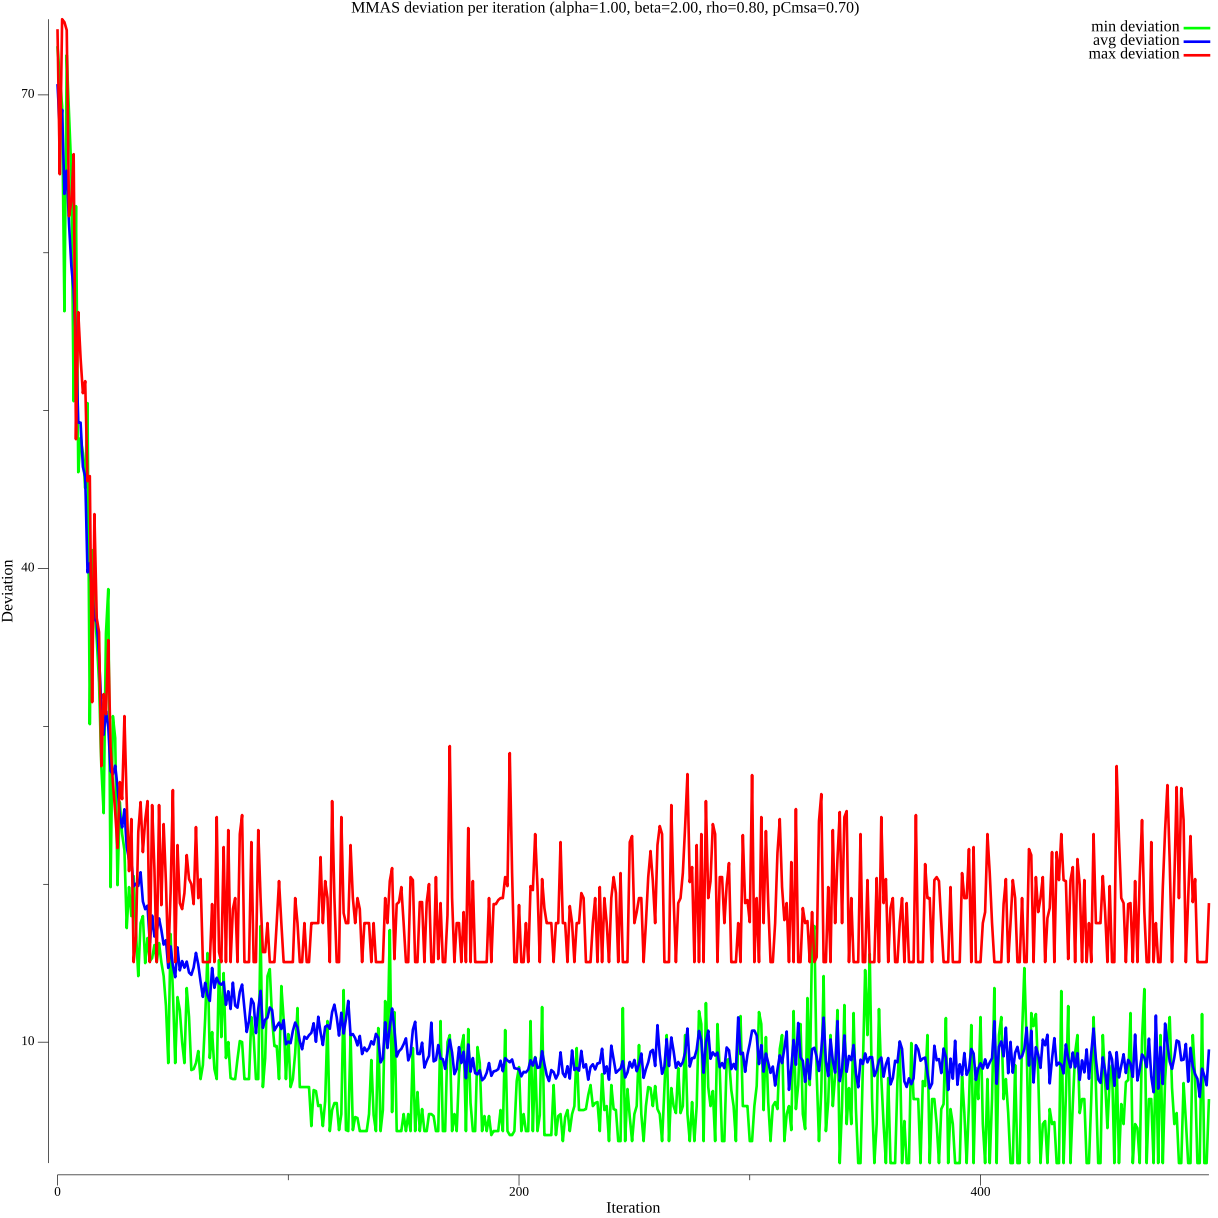 MMAS deviation per iteration (alpha=1.00, beta=2.00, rho=0.80, pCmsa=0.70)
min deviation
avg deviation
max deviation
70
40
10
Deviation
0
200
400
Iteration